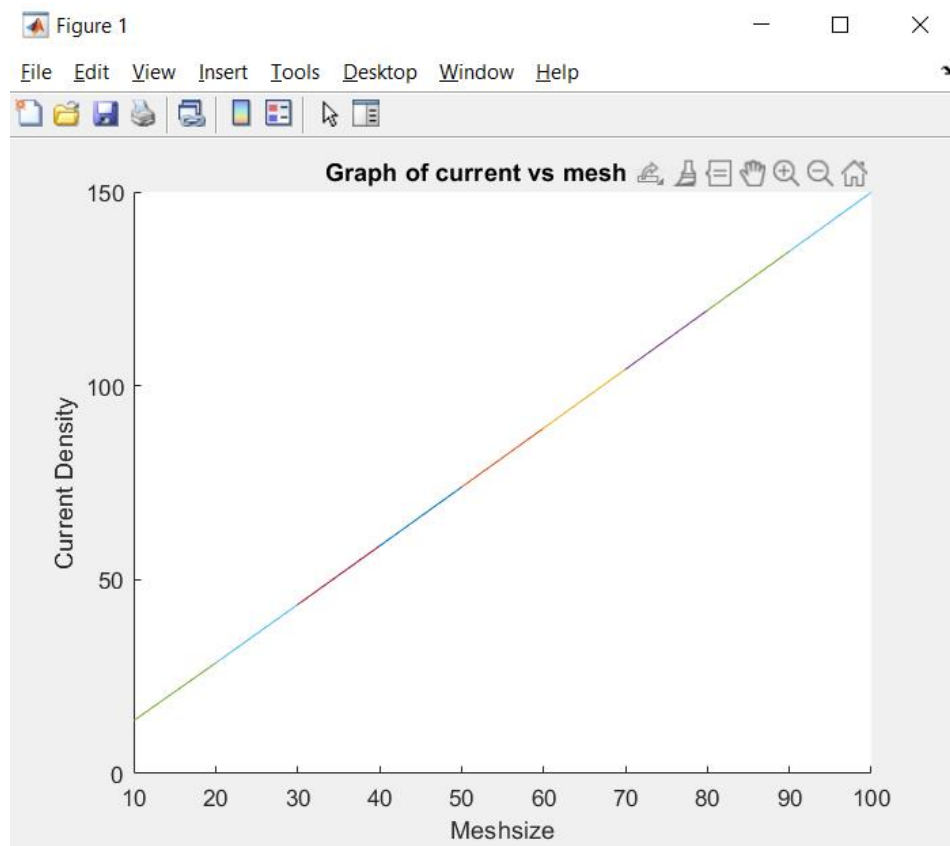 Figure 1
File Edit View Insert Tools Desktop Window Help
Graph of current vs mesh
150
100
50
0
Current Density
10 20 30 40 50 60 70 80 90 100
Meshsize